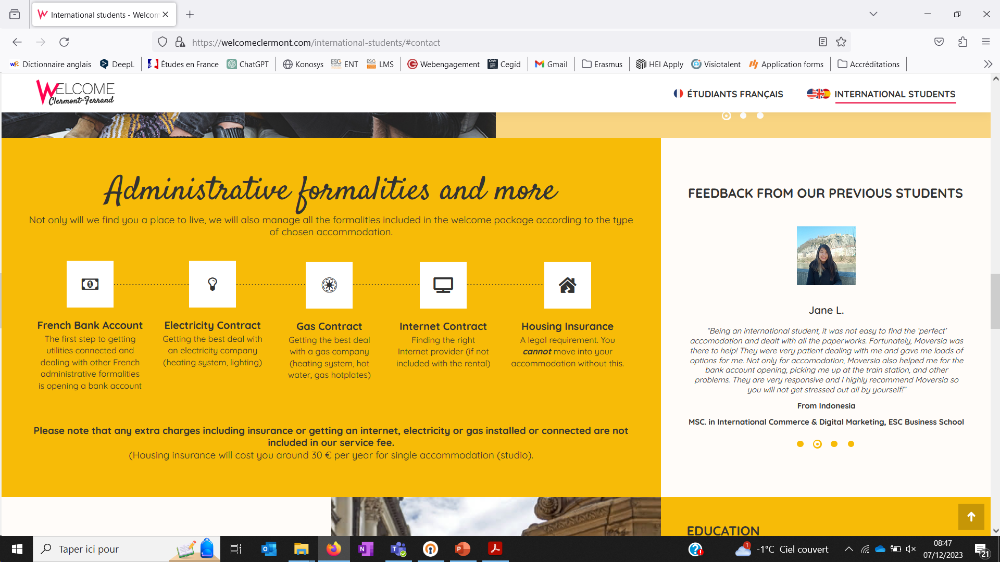 International students - Welcom
https://welcomeclermont.com/international-students/#contact
Dictionnaire anglais
DeepL
Études en France
ChatGPT
Konosys
ENT
LMS
Webengagement
Cegid
Gmail
Erasmus
HEI Apply
Visiotalent
Application forms
Accréditations
WELCOME
Clermont-Ferrand
ÉTUDIANTS FRANÇAIS
INTERNATIONAL STUDENTS
Administrative formalities and more
Not only will we find you a place to live, we will also manage all the formalities included in the welcome package according to the type
of chosen accommodation.
French Bank Account
The first step to getting
utilities connected and
dealing with other French
administrative formalities
is opening a bank account
Electricity Contract
Getting the best deal with
an electricity company
(heating system, lighting)
Gas Contract
Getting the best deal
with a gas company
(heating system, hot
water, gas hotplates)
Internet Contract
Finding the right
Internet provider (if not
included with the rental)
Housing Insurance
A legal requirement. You
cannot move into your
accommodation without this.
Please note that any extra charges including insurance or getting an internet, electricity or gas installed or connected are not
included in our service fee.
(Housing insurance will cost you around 30 € per year for single accommodation (studio).
FEEDBACK FROM OUR PREVIOUS STUDENTS
Jane L.
“Being an international student, it was not easy to find the ‘perfect’
accomodation and dealt with all the paperworks. Fortunately, Moversia was
there to help! They were very patient dealing with me and gave me loads of
options for me. Not only for accomodation, Moversia also helped me for the
bank account opening, picking me up at the train station, and other
problems. They are very responsive and I highly recommend Moversia so
you will not get stressed out all by yourself!”
From Indonesia
MSC. in International Commerce & Digital Marketing, ESC Business School
EDUCATION
Taper ici pour
-1°C Ciel couvert
08:47
07/12/2023
21